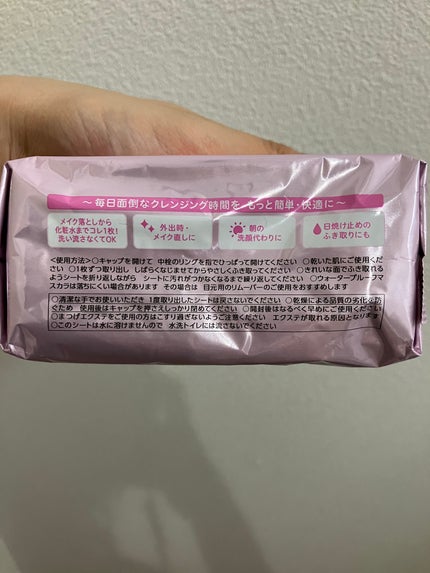 ～毎日面倒なクレンジング時間を もっと簡単・快適に～
メイク落としから
化粧水までコレ1枚!
洗い流さなくてOK
外出時・
メイク直しに
朝の
洗顔代わりに
日焼け止めの
ふき取りにも
<使用方法>○キャップを開けて 中栓のリングを指でひっぱって開けてください ○乾いた肌にご使用くださ
い ○1枚ずつ取り出し しばらくなじませてからやさしくふき取ってください ○きれいな面でふき取れる
ようシートを折り返しながら シートに汚れがつかなくなるまで繰り返してください ○ウォータープルーフマ
スカラは落ちにくい場合があります その場合は 目元用のリムーバーのご使用をおすすめします
○清潔な手でお使いいただき 1度取り出したシートは戻さないでください ○乾燥による品質の劣化を防
ぐため 使用後はキャップを押さえしっかり閉めてください ○開封後はなるべく早めにご使用ください
○まつげエクステをご使用の方はこすり過ぎないようご注意ください エクステが取れる原因となります
○このシートは水に溶けませんので 水洗トイレには流さないでください